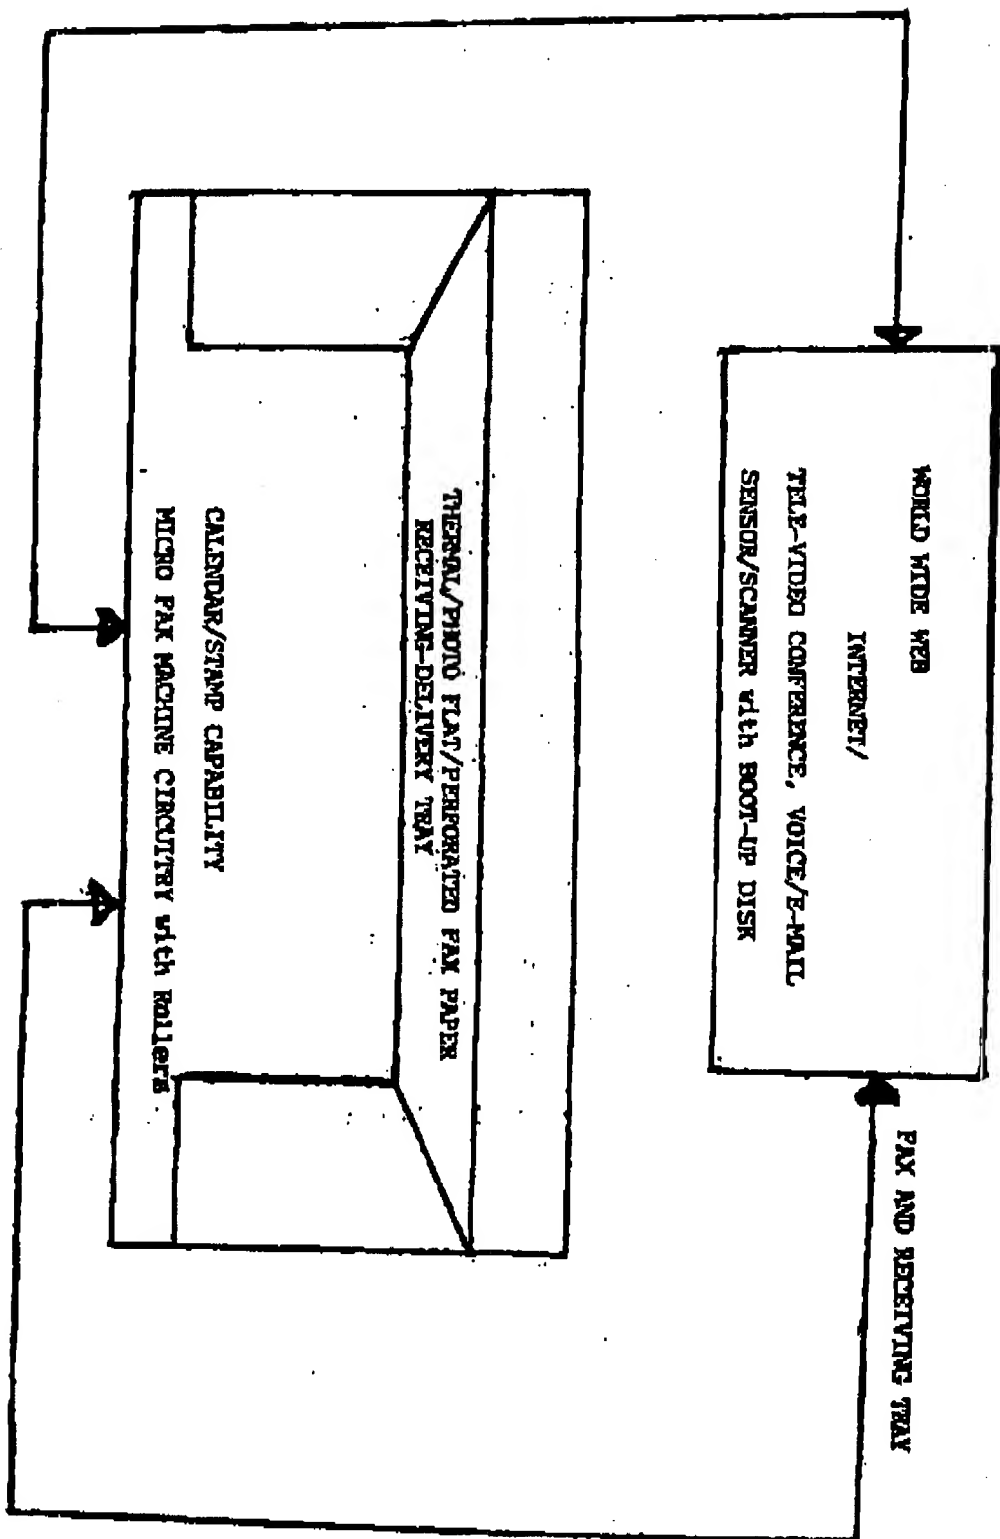 WORLD WIDE WEB
FAX AND RECEIVING TRAY
INTERNET/
TELE-VIDEO CONFERENCE, VOICE/E-MAIL
SENSOR/SCANNER with BOOT-UP DISK
THERMAL/PHOTO FLAT/PERFORATED FAX PAPER
RECEIVING-DELIVERY TRAY
CALENDAR/STAMP CAPABILITY
MICRO FAX MACHINE CIRCUITRY with Rollers